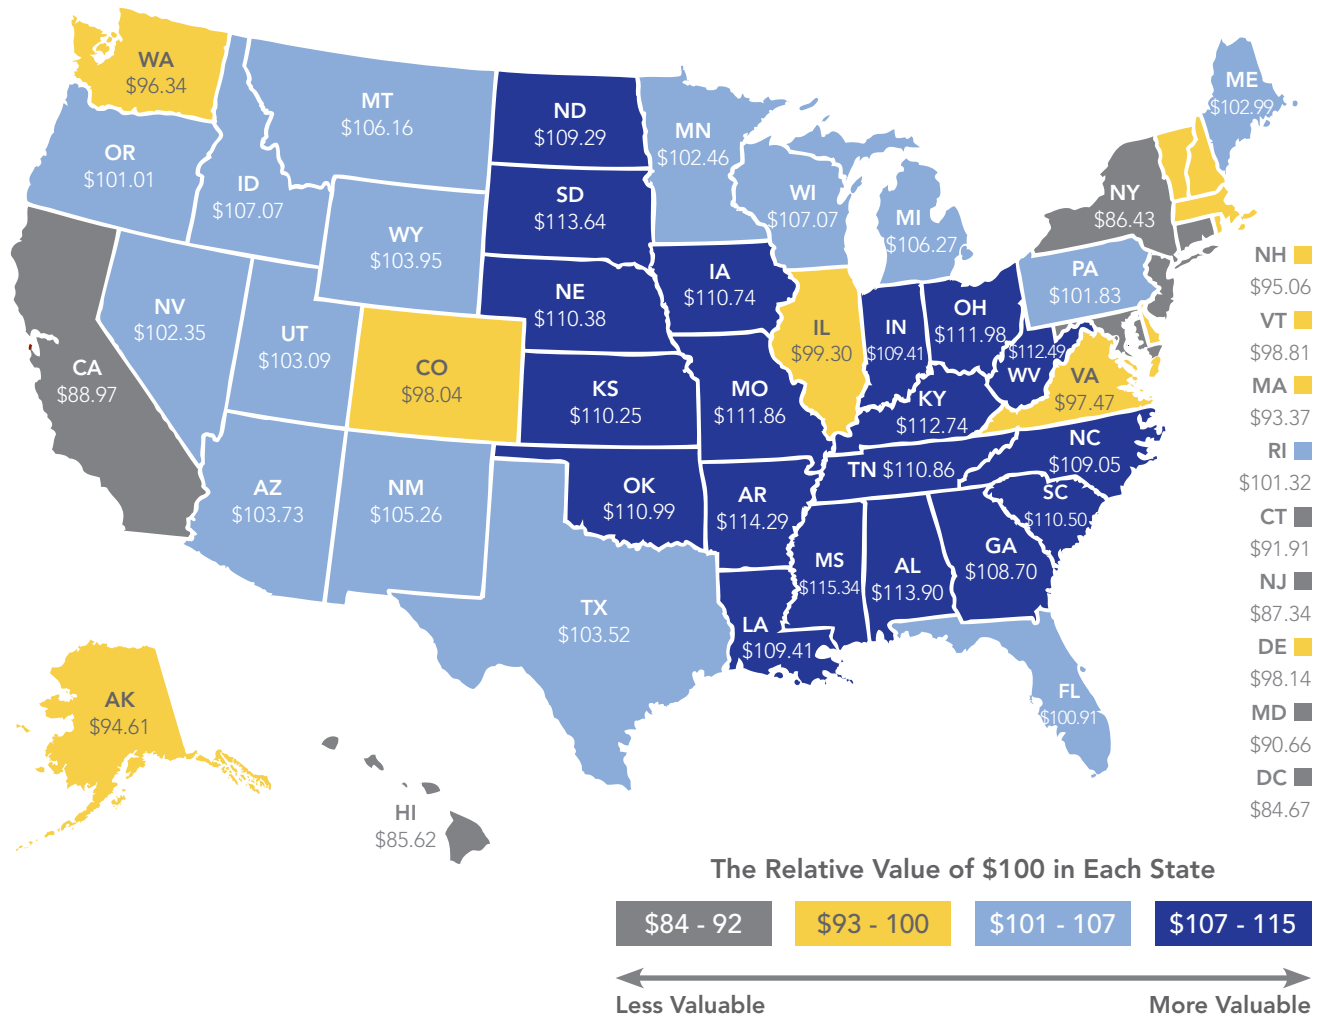 WA
$96.34
OR
$101.01
CA
$88.97
ID
$107.07
NV
$102.35
MT
$106.16
WY
$103.95
UT
$103.09
CO
$98.04
AZ
$103.73
NM
$105.26
ND
$109.29
SD
$113.64
NE
$110.38
KS
$110.25
OK
$110.99
TX
$103.52
MN
$102.46
IA
$110.74
MO
$111.86
AR
$114.29
LA
$109.41
WI
$107.07
IL
$99.30
MI
$106.27
IN
$109.41
OH
$111.98
KY
$112.74
TN $110.86
MS
$115.34
AL
$113.90
GA
$108.70
FL
$100.91
SC
$110.50
NC
$109.05
VA
$97.47
$112.49
WV
PA
$101.83
NY
$86.43
ME
$102.99
NH
$95.06
VT
$98.81
MA
$93.37
RI
$101.32
CT
$91.91
NJ
$87.34
DE
$98.14
MD
$90.66
DC
$84.67
AK
$94.61
HI
$85.62
The Relative Value of $100 in Each State
$84 - 92
$93 - 100
$101 - 107
$107 - 115
Less Valuable
More Valuable